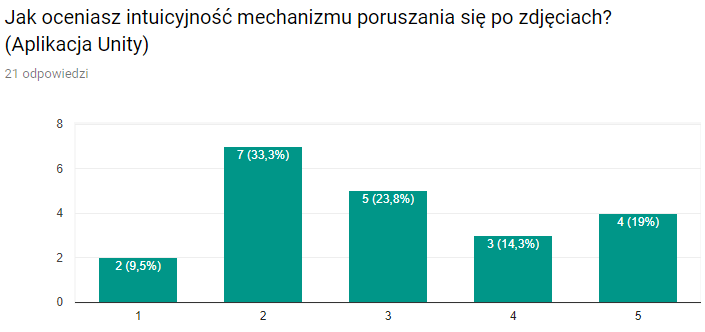 Jak oceniasz intuicyjność mechanizmu poruszania się po zdjęciach?
(Aplikacja Unity)
21 odpowiedzi
8
6
4
2
0
2 (9,5%)
7 (33,3%)
5 (23,8%)
3 (14,3%)
4 (19%)
1 2 3 4 5